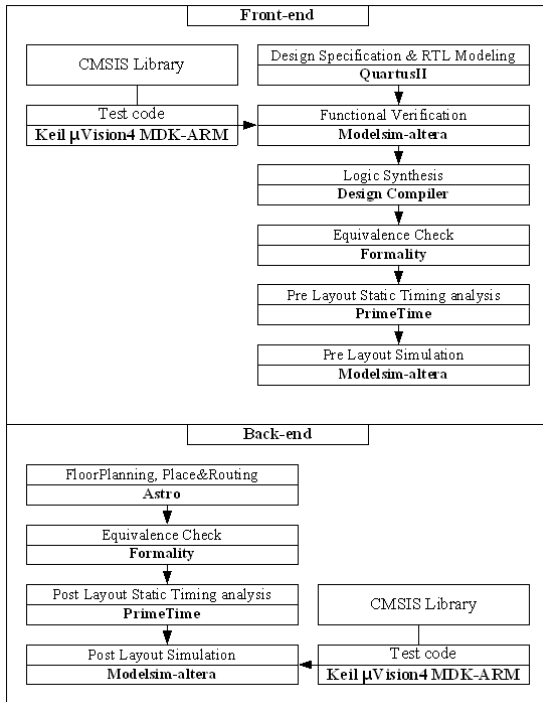 Front-end
CMSIS Library
Test code
Keil µVision4 MDK-ARM
Design Specification & RTL Modeling
QuartusII
Functional Verification
Modelsim-altera
Logic Synthesis
Design Compiler
Equivalence Check
Formality
Pre Layout Static Timing analysis
PrimeTime
Pre Layout Simulation
Modelsim-altera
Back-end
FloorPlanning, Place&Routing
Astro
Equivalence Check
Formality
Post Layout Static Timing analysis
PrimeTime
Post Layout Simulation
Modelsim-altera
CMSIS Library
Test code
Keil µVision4 MDK-ARM